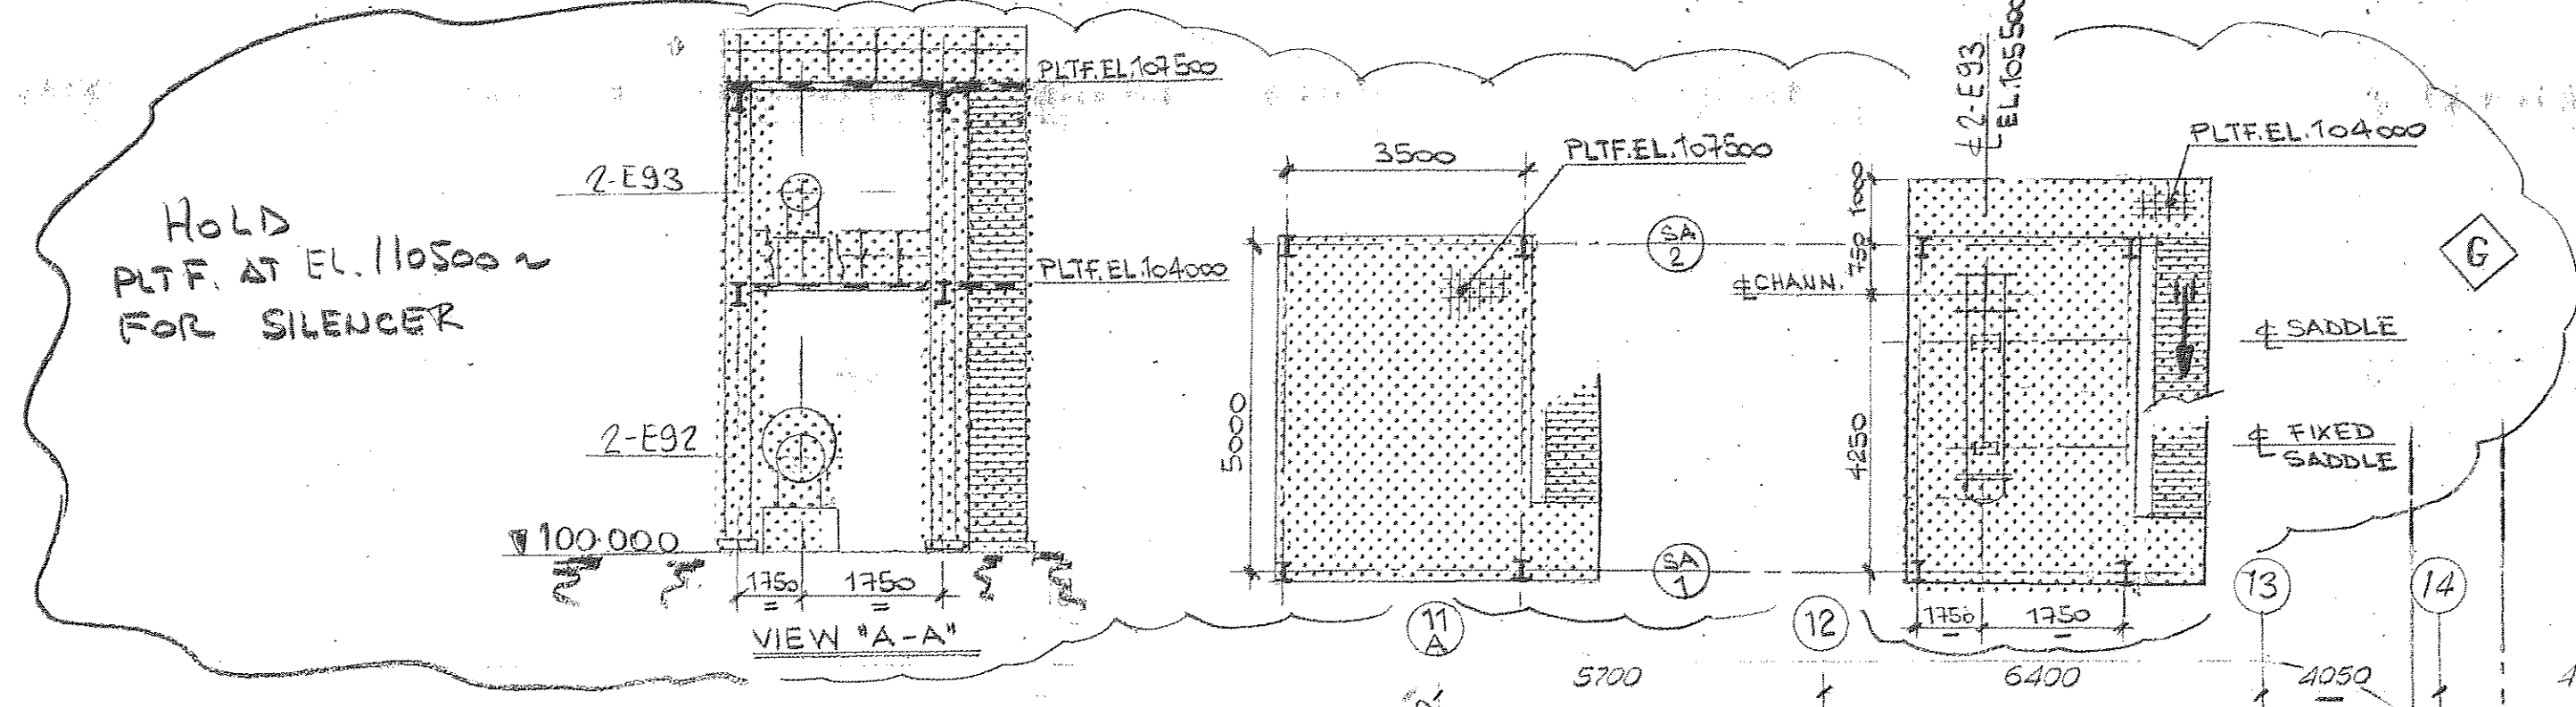 HOLD
PLTF. AT EL. 110500 ~
FOR SILENCER
PLTF.EL.107500
2-E93
PLTF.EL.104000
2-E92
100.000
1750
1750
VIEW "A-A"
3500
PLTF.EL.107500
5000
SA
2
SA
1
11
A
5700
℄ 2-E93
EL.105500
PLTF.EL.104000
1000
750
℄ CHANN.
4250
℄ SADDLE
℄ FIXED
SADDLE
G
1750
1750
12
13
14
6400
4050